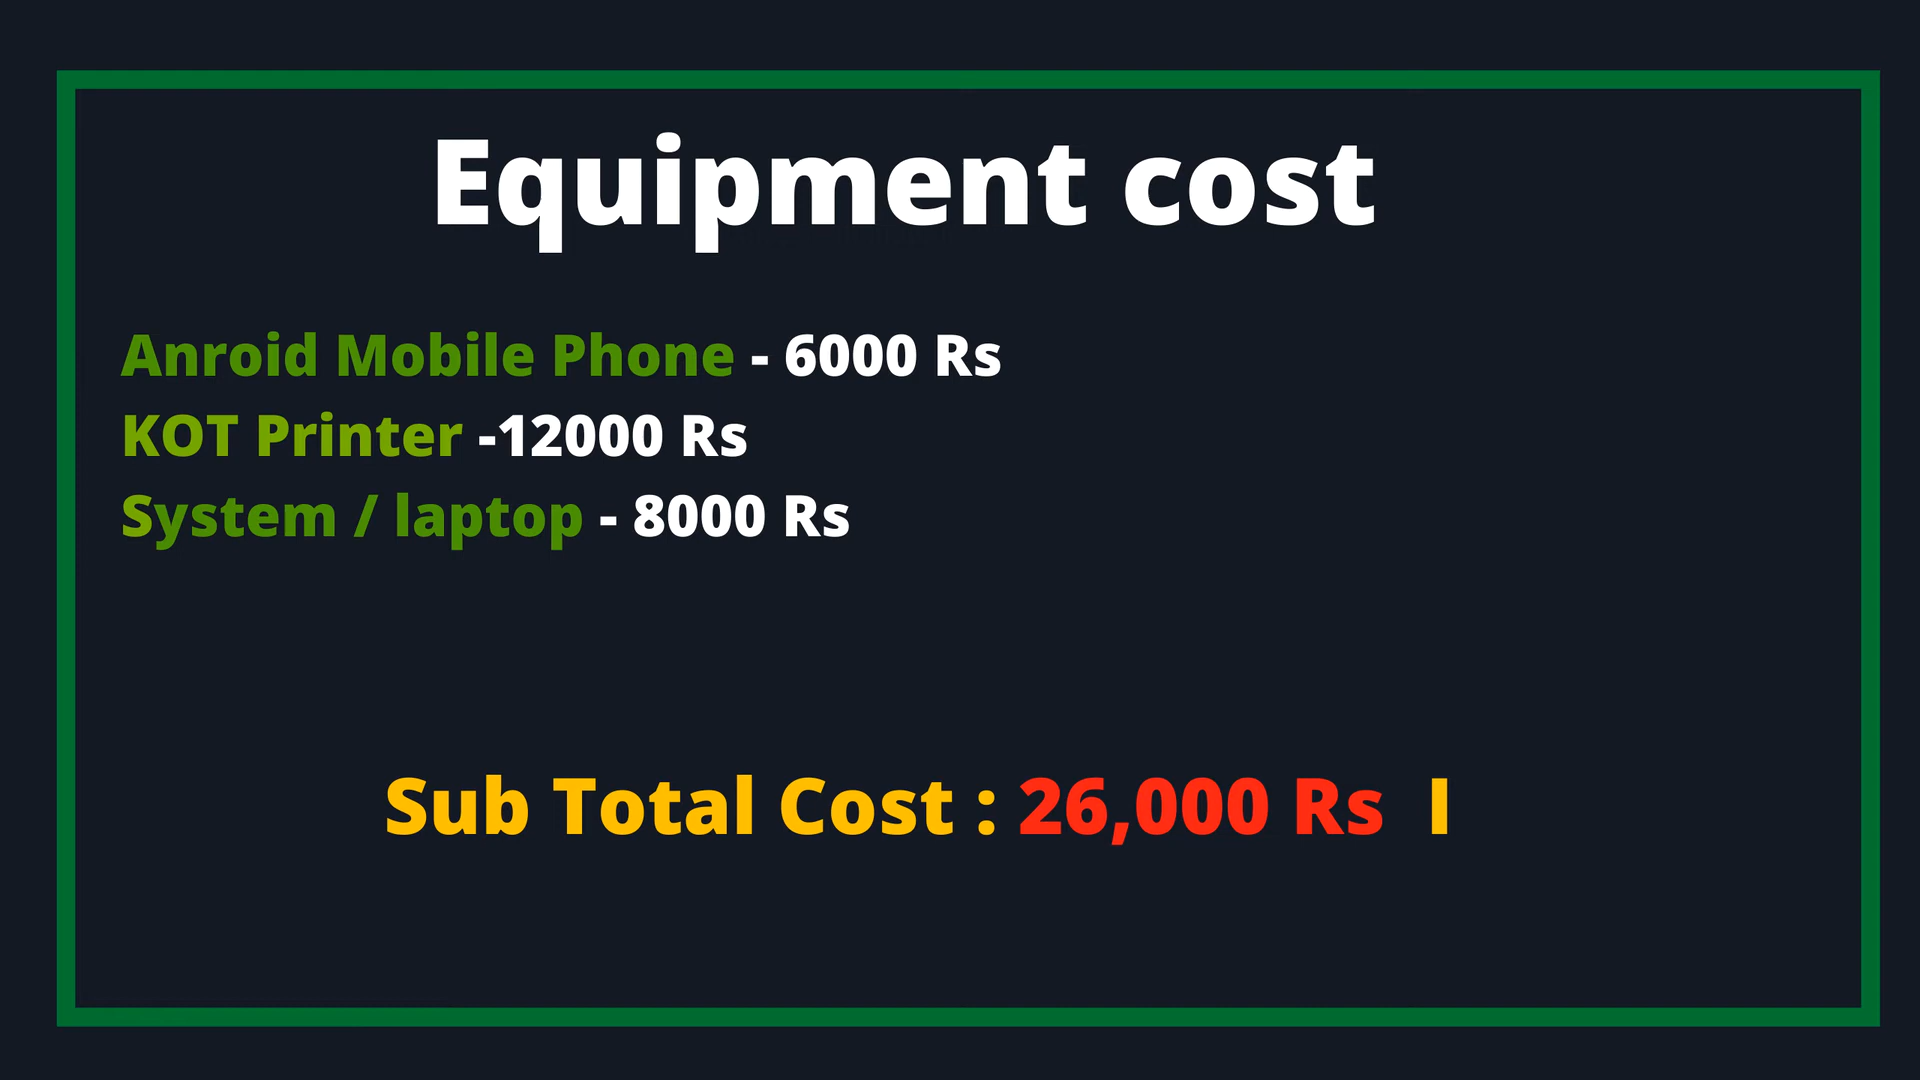 Equipment cost
Anroid Mobile Phone - 6000 Rs
KOT Printer -12000 Rs
System / laptop - 8000 Rs
Sub Total Cost : 26,000 Rs I